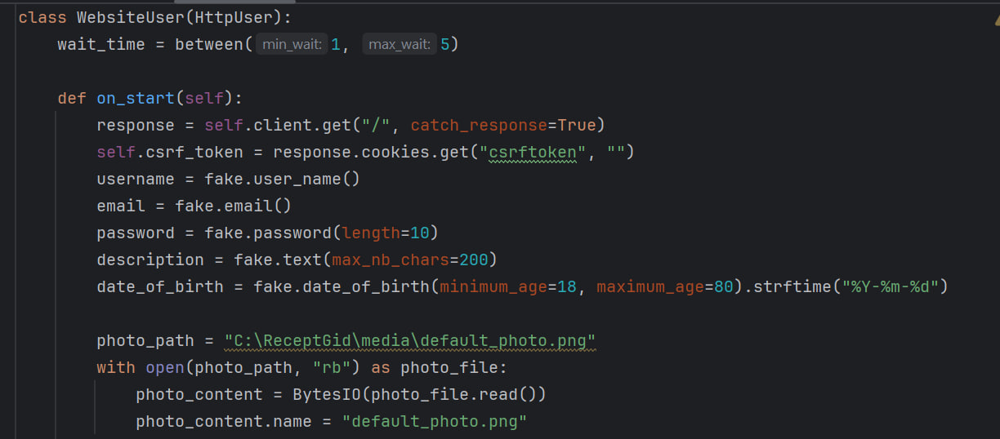 class WebsiteUser(HttpUser):
    wait_time = between( min_wait: 1,  max_wait: 5)

    def on_start(self):
        response = self.client.get("/", catch_response=True)
        self.csrf_token = response.cookies.get("csrftoken", "")
        username = fake.user_name()
        email = fake.email()
        password = fake.password(length=10)
        description = fake.text(max_nb_chars=200)
        date_of_birth = fake.date_of_birth(minimum_age=18, maximum_age=80).strftime("%Y-%m-%d")

        photo_path = "C:\ReceptGid\media\default_photo.png"
        with open(photo_path, "rb") as photo_file:
            photo_content = BytesIO(photo_file.read())
            photo_content.name = "default_photo.png"